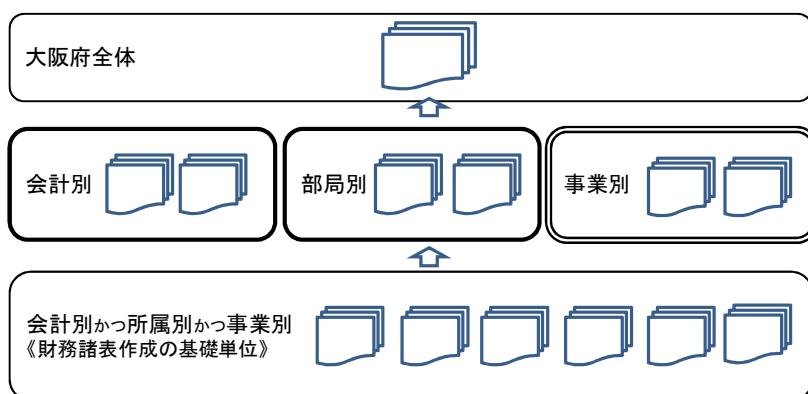 大阪府全体
会計別
部局別
事業別
会計別かつ所属別かつ事業別
《財務諸表作成の基礎単位》